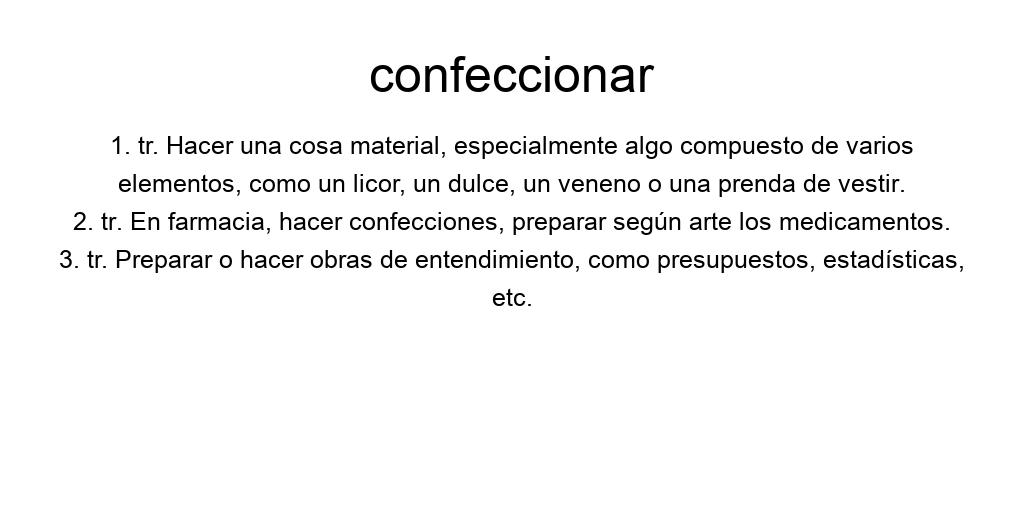 confeccionar
1. tr. Hacer una cosa material, especialmente algo compuesto de varios
elementos, como un licor, un dulce, un veneno o una prenda de vestir.
2. tr. En farmacia, hacer confecciones, preparar según arte los medicamentos.
3. tr. Preparar o hacer obras de entendimiento, como presupuestos, estadísticas,
etc.